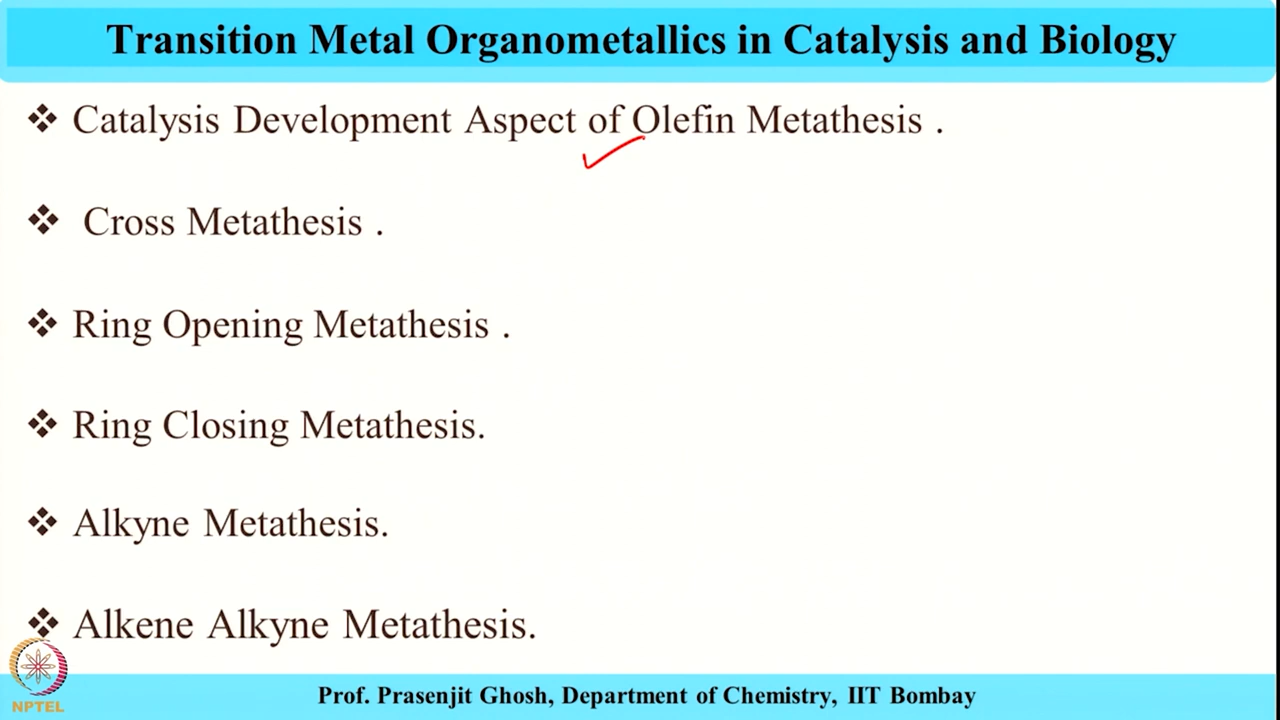 Transition Metal Organometallics in Catalysis and Biology
❖ Catalysis Development Aspect of Olefin Metathesis .
❖ Cross Metathesis .
❖ Ring Opening Metathesis .
❖ Ring Closing Metathesis.
❖ Alkyne Metathesis.
❖ Alkene Alkyne Metathesis.
NPTEL
Prof. Prasenjit Ghosh, Department of Chemistry, IIT Bombay